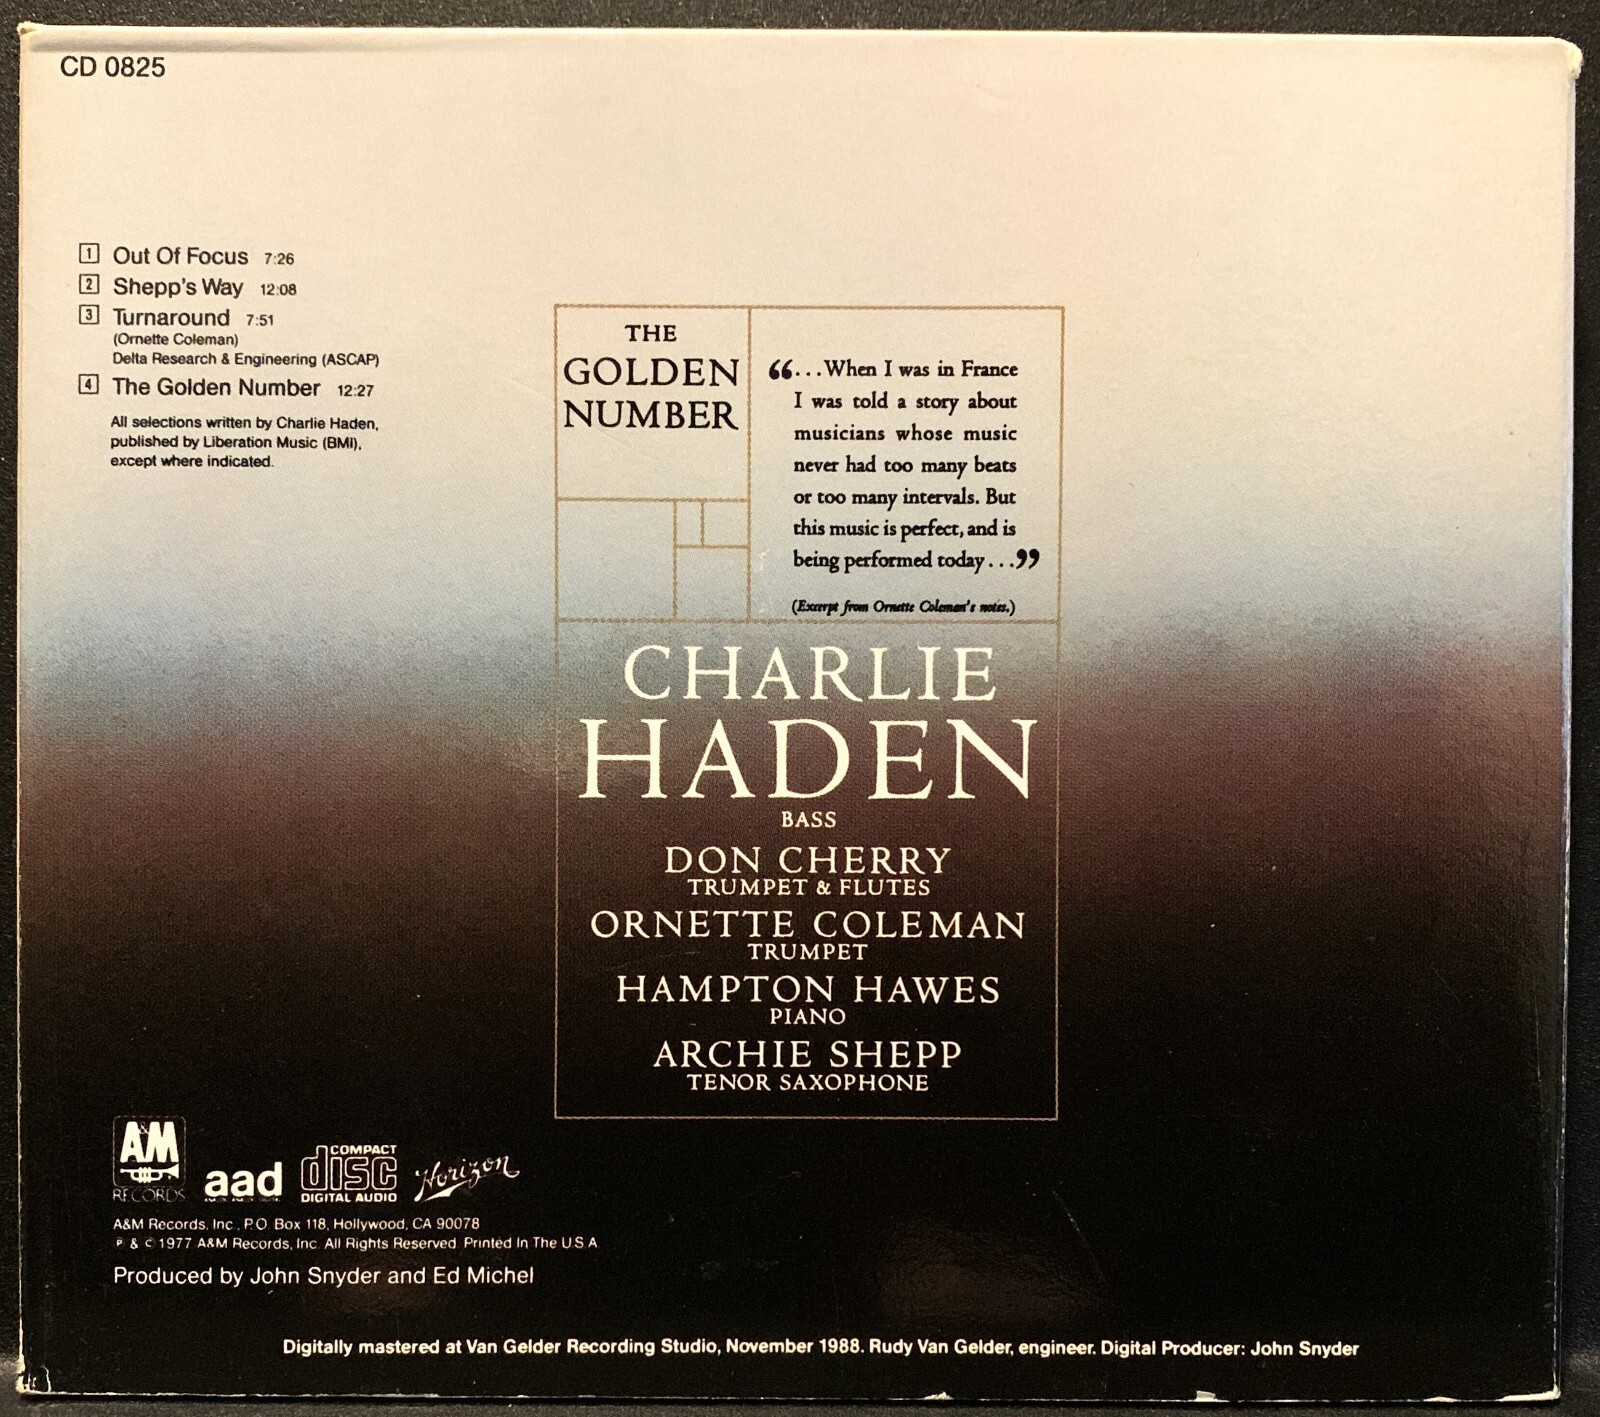 CD 0825
1 Out Of Focus 7:26
2 Shepp's Way 12:08
3 Turnaround 7:51
(Ornette Coleman)
Delta Research & Engineering (ASCAP)
4 The Golden Number 12:27
All selections written by Charlie Haden,
published by Liberation Music (BMI),
except where indicated.
THE
GOLDEN
NUMBER
“...When I was in France
I was told a story about
musicians whose music
never had too many beats
or too many intervals. But
this music is perfect, and is
being performed today...”
(Excerpt from Ornette Coleman's notes.)
CHARLIE
HADEN
BASS
DON CHERRY
TRUMPET & FLUTES
ORNETTE COLEMAN
TRUMPET
HAMPTON HAWES
PIANO
ARCHIE SHEPP
TENOR SAXOPHONE
A&M
RECORDS
aad
COMPACT
disc
DIGITAL AUDIO
Horizon
A&M Records, Inc., P.O. Box 118, Hollywood, CA 90078
℗ & © 1977 A&M Records, Inc. All Rights Reserved. Printed In The U.S.A.
Produced by John Snyder and Ed Michel
Digitally mastered at Van Gelder Recording Studio, November 1988. Rudy Van Gelder, engineer. Digital Producer: John Snyder